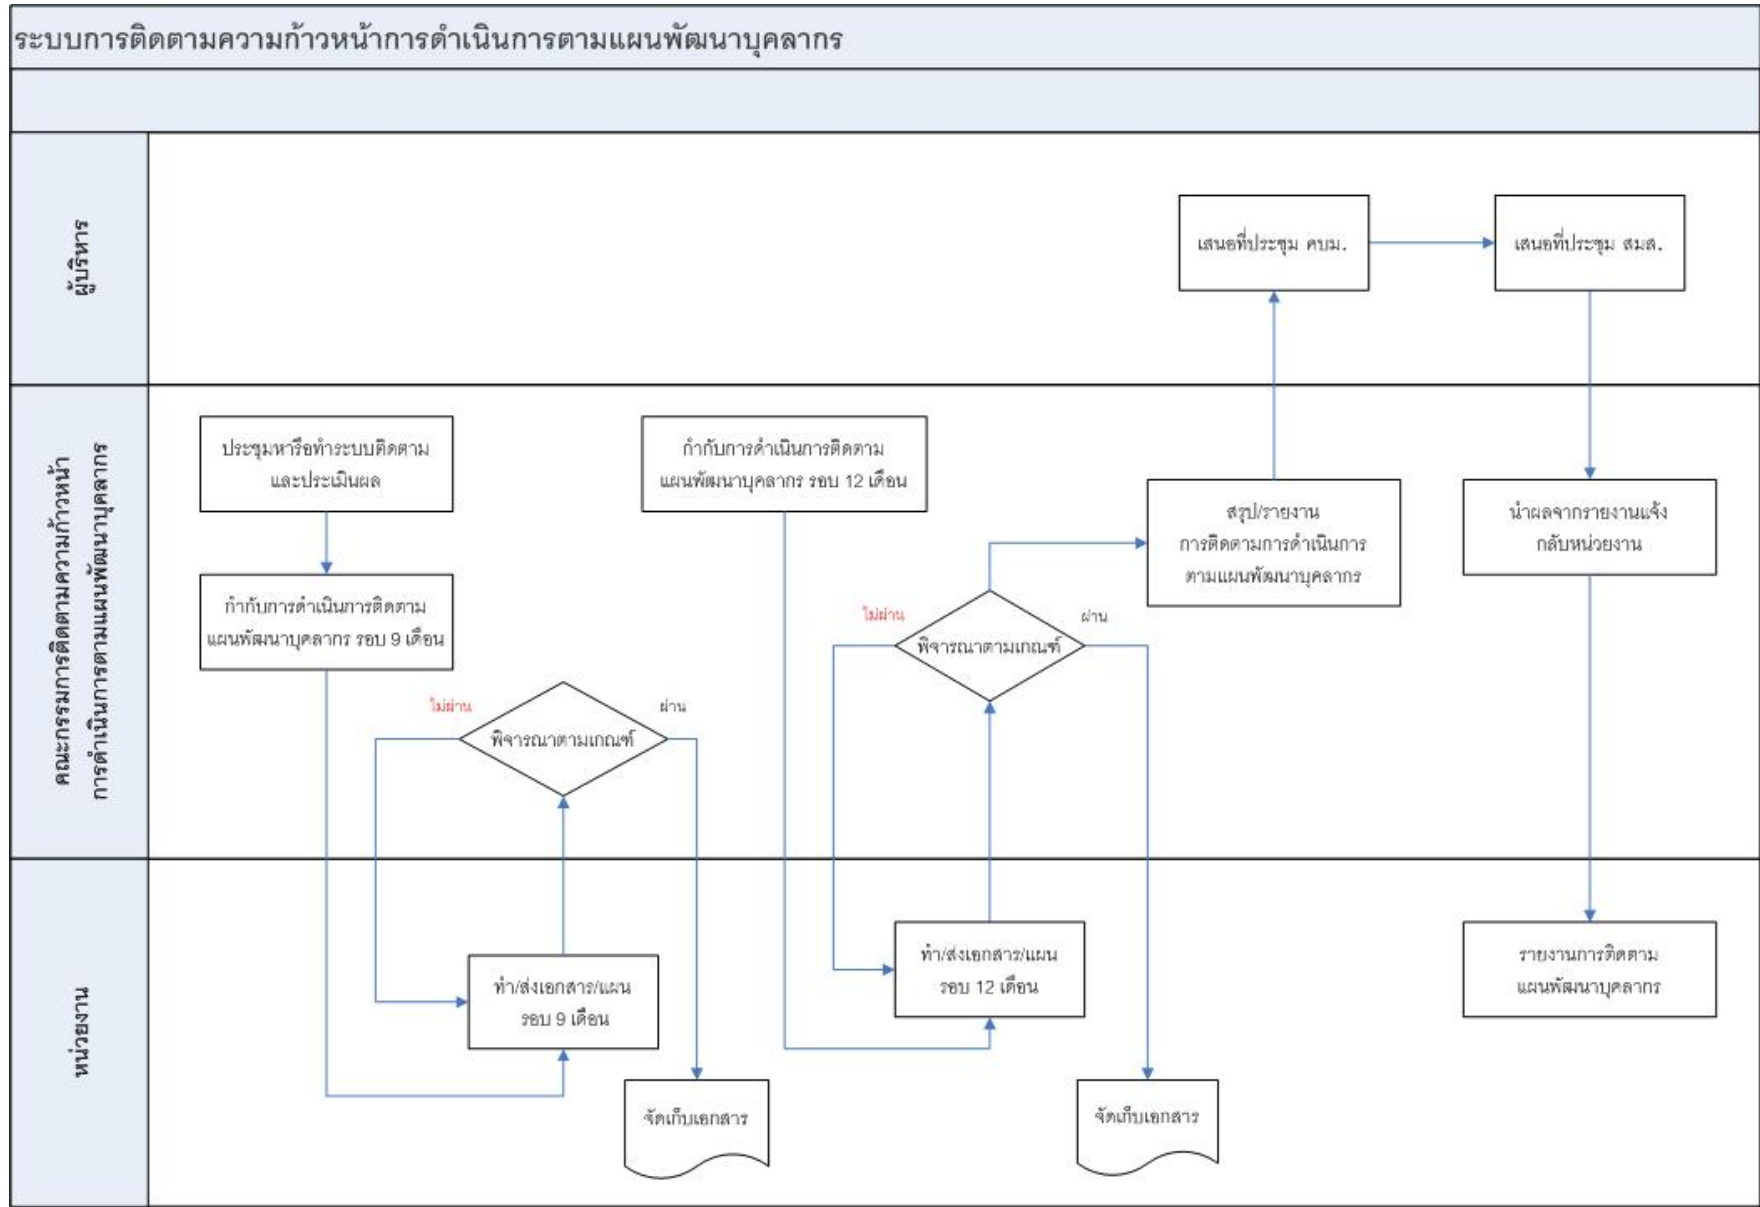 ระบบการติดตามความก้าวหน้าการดำเนินการตามแผนพัฒนาบุคลากร
ผู้บริหาร
เสนอที่ประชุม คบม.
เสนอที่ประชุม สมส.
คณะกรรมการติดตามความก้าวหน้า
การดำเนินการตามแผนพัฒนาบุคลากร
ประชุมหารือทำระบบติดตาม
และประเมินผล
กำกับการดำเนินการติดตาม
แผนพัฒนาบุคลากร รอบ 9 เดือน
ไม่ผ่าน
พิจารณาตามเกณฑ์
ผ่าน
กำกับการดำเนินการติดตาม
แผนพัฒนาบุคลากร รอบ 12 เดือน
ไม่ผ่าน
พิจารณาตามเกณฑ์
ผ่าน
สรุป/รายงาน
การติดตามการดำเนินการ
ตามแผนพัฒนาบุคลากร
นำผลจากรายงานแจ้ง
กลับหน่วยงาน
หน่วยงาน
ทำ/ส่งเอกสาร/แผน
รอบ 9 เดือน
จัดเก็บเอกสาร
ทำ/ส่งเอกสาร/แผน
รอบ 12 เดือน
จัดเก็บเอกสาร
รายงานการติดตาม
แผนพัฒนาบุคลากร